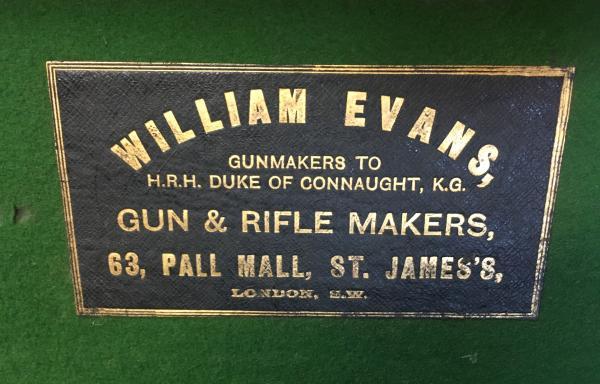 WILLIAM EVANS,
GUNMAKERS TO
H.R.H. DUKE OF CONNAUGHT, K.G.
GUN & RIFLE MAKERS,
63, PALL MALL, ST. JAMES'S,
LONDON, S.W.